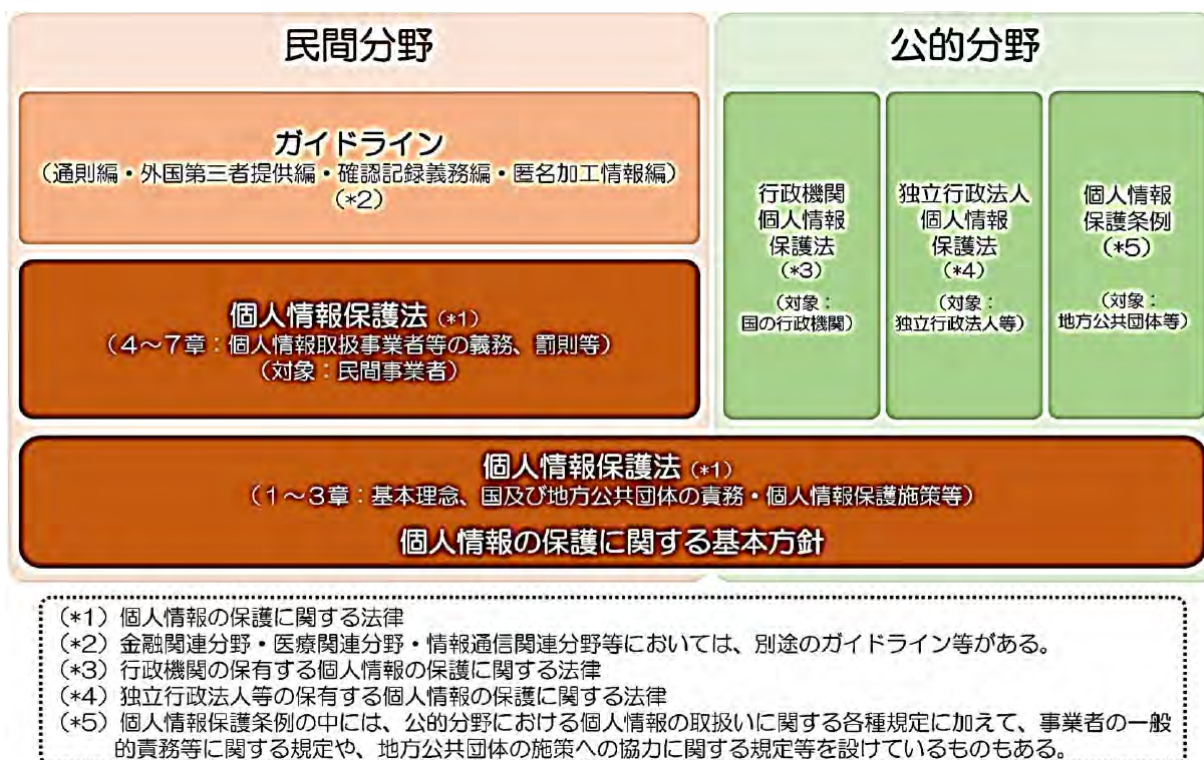 民間分野
公的分野
ガイドライン
（通則編・外国第三者提供編・確認記録義務編・匿名加工情報編）
（*2）
個人情報保護法（*1）
（４～７章：個人情報取扱事業者等の義務、罰則等）
（対象：民間事業者）
行政機関
個人情報
保護法
（*3）
（対象：
国の行政機関）
独立行政法人
個人情報
保護法
（*4）
（対象：
独立行政法人等）
個人情報
保護条例
（*5）
（対象：
地方公共団体等）
個人情報保護法（*1）
（１～３章：基本理念、国及び地方公共団体の責務・個人情報保護施策等）
個人情報の保護に関する基本方針
（*1）個人情報の保護に関する法律
（*2）金融関連分野・医療関連分野・情報通信関連分野等においては、別途のガイドライン等がある。
（*3）行政機関の保有する個人情報の保護に関する法律
（*4）独立行政法人等の保有する個人情報の保護に関する法律
（*5）個人情報保護条例の中には、公的分野における個人情報の取扱いに関する各種規定に加えて、事業者の一般
的責務等に関する規定や、地方公共団体の施策への協力に関する規定等を設けているものもある。